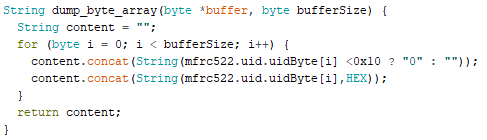 String dump_byte_array(byte *buffer, byte bufferSize) {
  String content = "";
  for (byte i = 0; i < bufferSize; i++) {
    content.concat(String(mfrc522.uid.uidByte[i] <0x10 ? "0" : ""));
    content.concat(String(mfrc522.uid.uidByte[i],HEX));
  }
  return content;
}